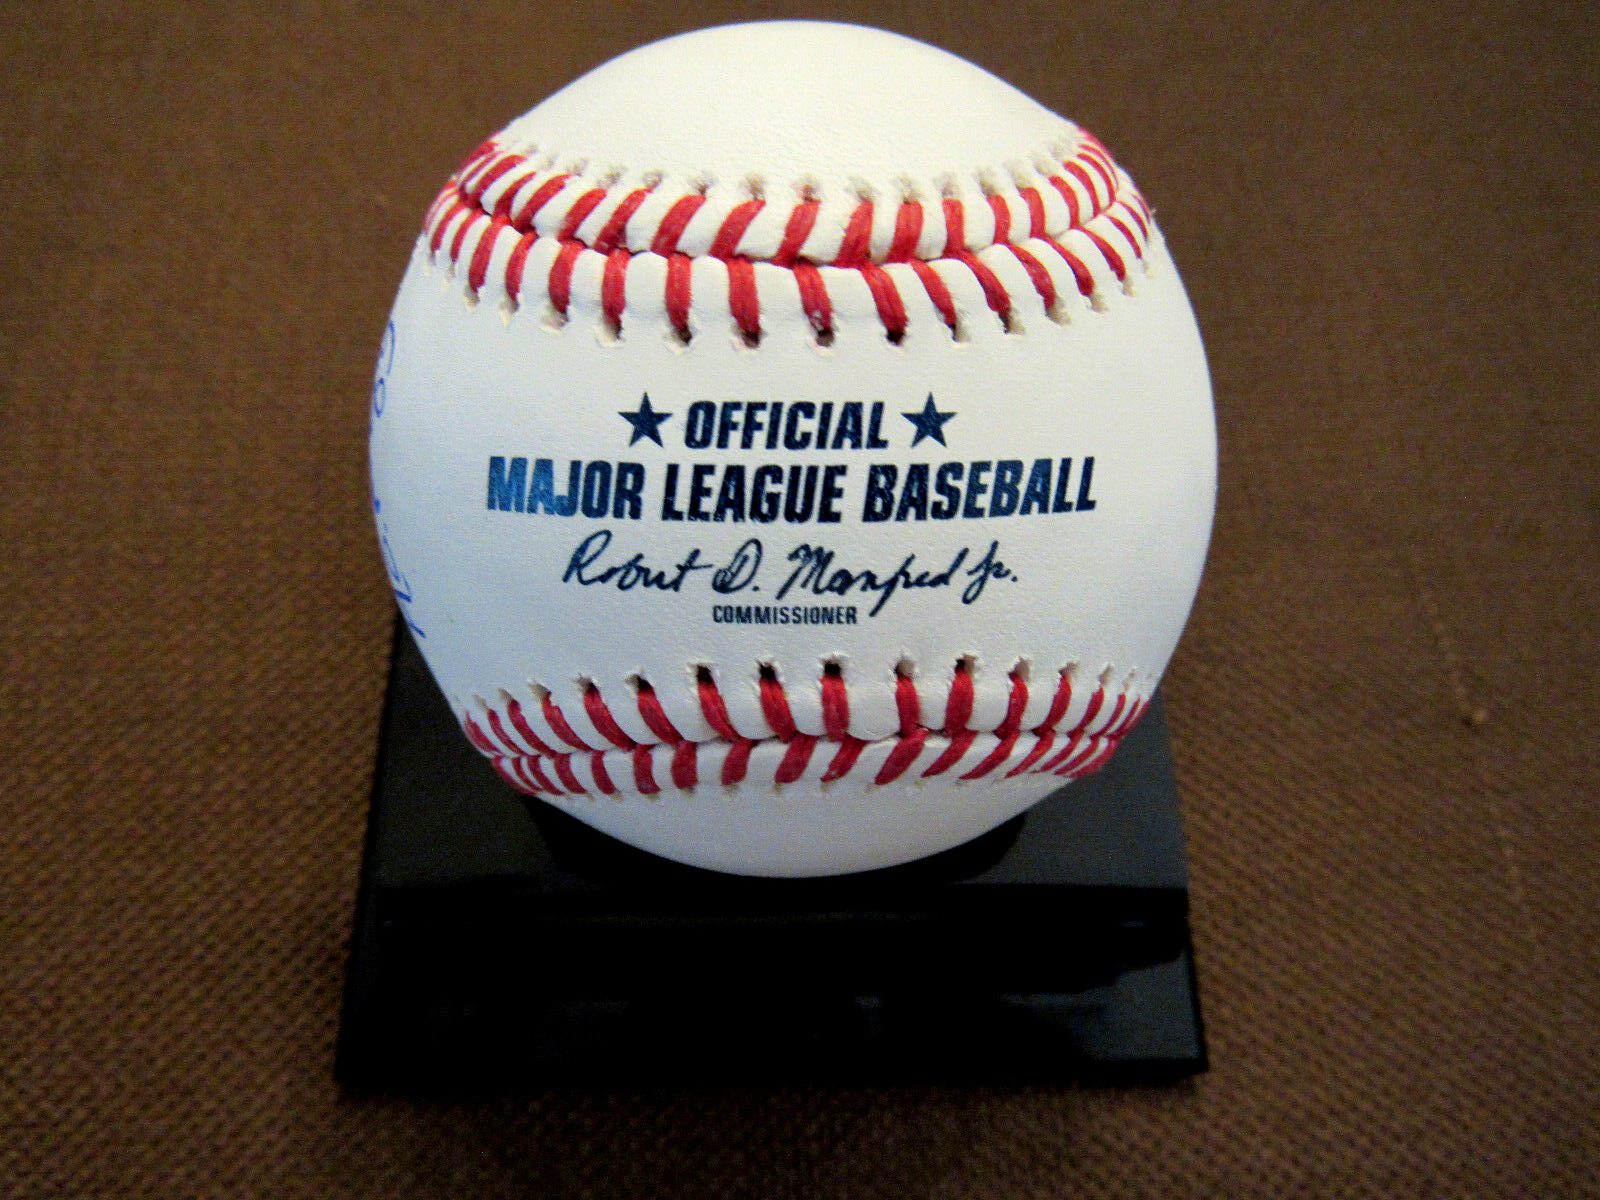 ★ OFFICIAL ★
MAJOR LEAGUE BASEBALL
Robert D. Manfred Jr.
COMMISSIONER